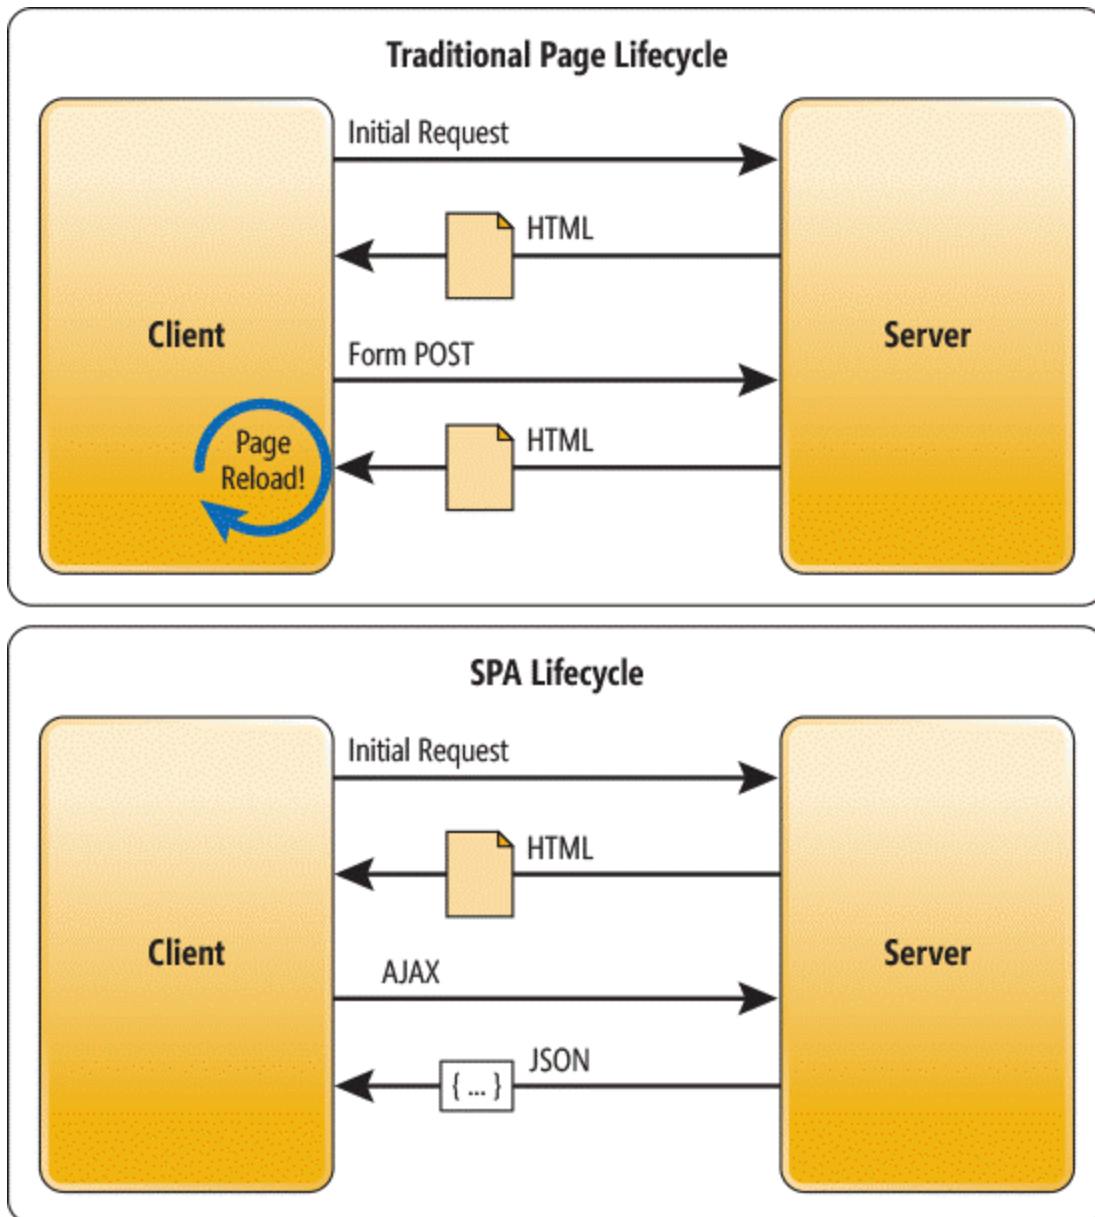 Traditional Page Lifecycle
Initial Request
HTML
Client
Server
Form POST
HTML
Page
Reload!
SPA Lifecycle
Initial Request
HTML
Client
Server
AJAX
JSON
{ ... }